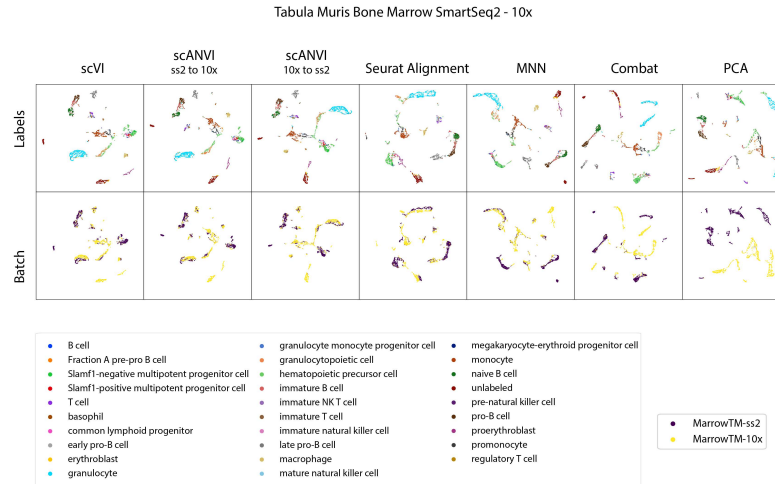 Tabula Muris Bone Marrow SmartSeq2 - 10x
scVI
scANVI
ss2 to 10x
scANVI
10x to ss2
Seurat Alignment
MNN
Combat
PCA
Labels
Batch
B cell
Fraction A pre-pro B cell
Slamf1-negative multipotent progenitor cell
Slamf1-positive multipotent progenitor cell
T cell
basophil
common lymphoid progenitor
early pro-B cell
erythroblast
granulocyte
granulocyte monocyte progenitor cell
granulocytopoietic cell
hematopoietic precursor cell
immature B cell
immature NK T cell
immature T cell
immature natural killer cell
late pro-B cell
macrophage
mature natural killer cell
megakaryocyte-erythroid progenitor cell
monocyte
naive B cell
unlabeled
pre-natural killer cell
pro-B cell
proerythroblast
promonocyte
regulatory T cell
MarrowTM-ss2
MarrowTM-10x